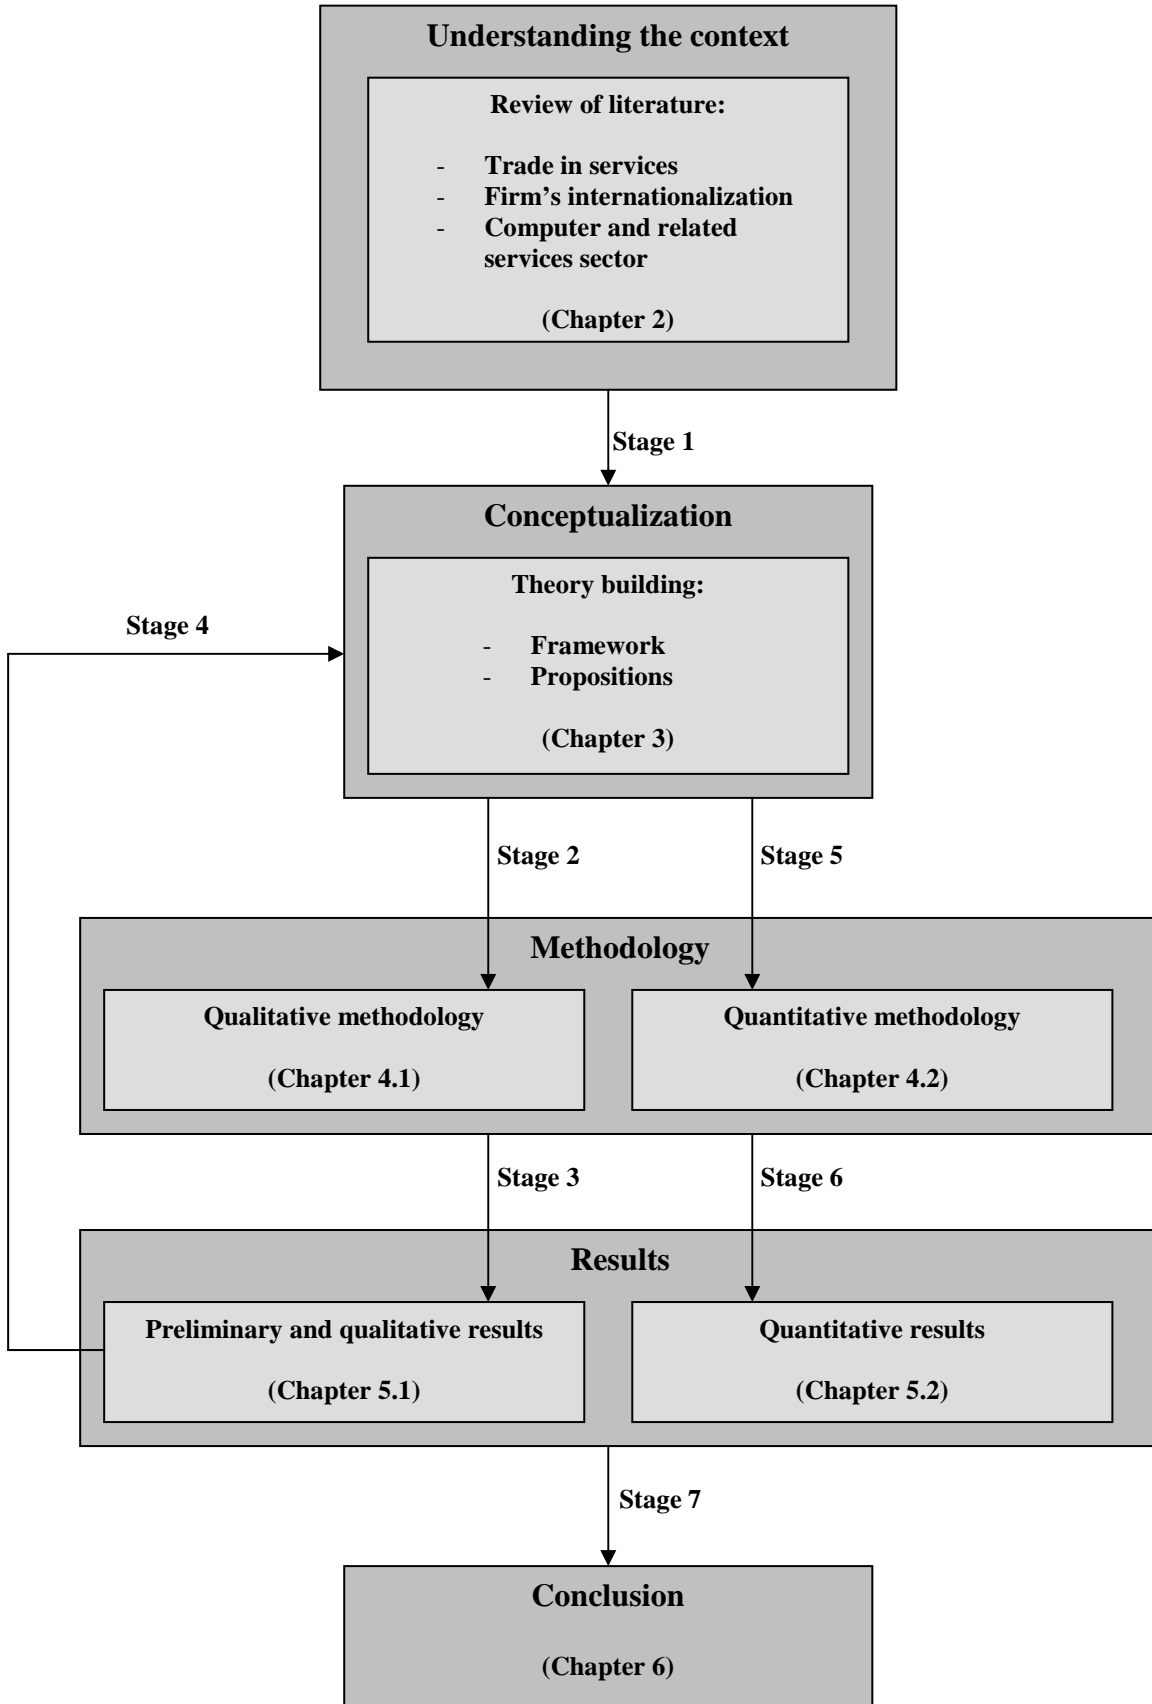 Understanding the context
Review of literature:
- Trade in services
- Firm's internationalization
- Computer and related
services sector
(Chapter 2)
Stage 1
Conceptualization
Theory building:
- Framework
- Propositions
(Chapter 3)
Stage 4
Stage 2
Stage 5
Methodology
Qualitative methodology
(Chapter 4.1)
Quantitative methodology
(Chapter 4.2)
Stage 3
Stage 6
Results
Preliminary and qualitative results
(Chapter 5.1)
Quantitative results
(Chapter 5.2)
Stage 7
Conclusion
(Chapter 6)